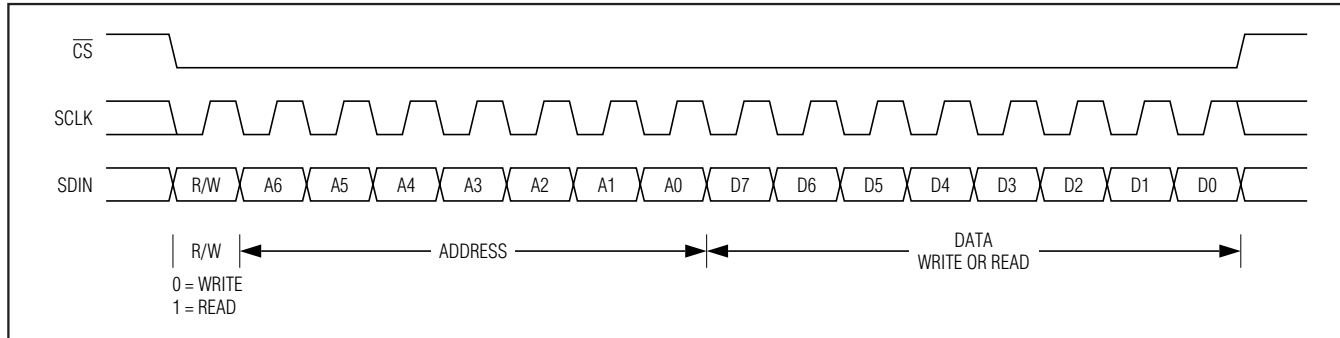 CS
SCLK
SDIN R/W A6 A5 A4 A3 A2 A1 A0 D7 D6 D5 D4 D3 D2 D1 D0
R/W ADDRESS DATA
WRITE OR READ
0 = WRITE
1 = READ